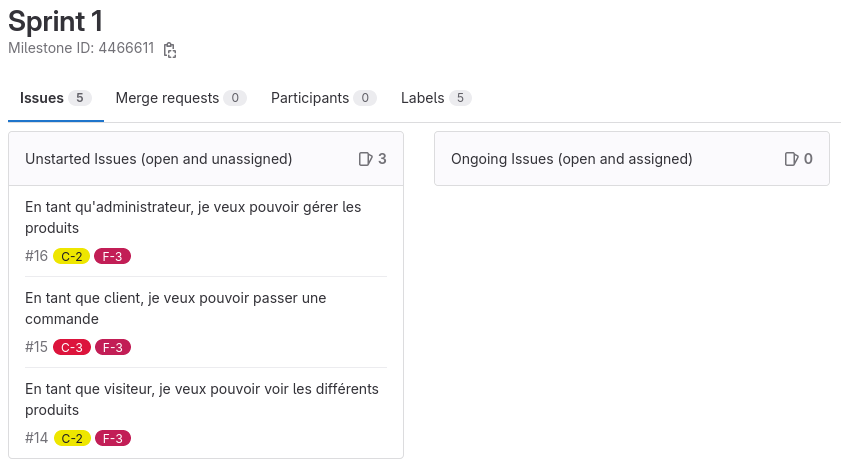 Sprint 1
Milestone ID: 4466611
Issues 5 Merge requests 0 Participants 0 Labels 5
Unstarted Issues (open and unassigned) 3
En tant qu'administrateur, je veux pouvoir gérer les
produits
#16 C-2 F-3
En tant que client, je veux pouvoir passer une
commande
#15 C-3 F-3
En tant que visiteur, je veux pouvoir voir les différents
produits
#14 C-2 F-3
Ongoing Issues (open and assigned) 0